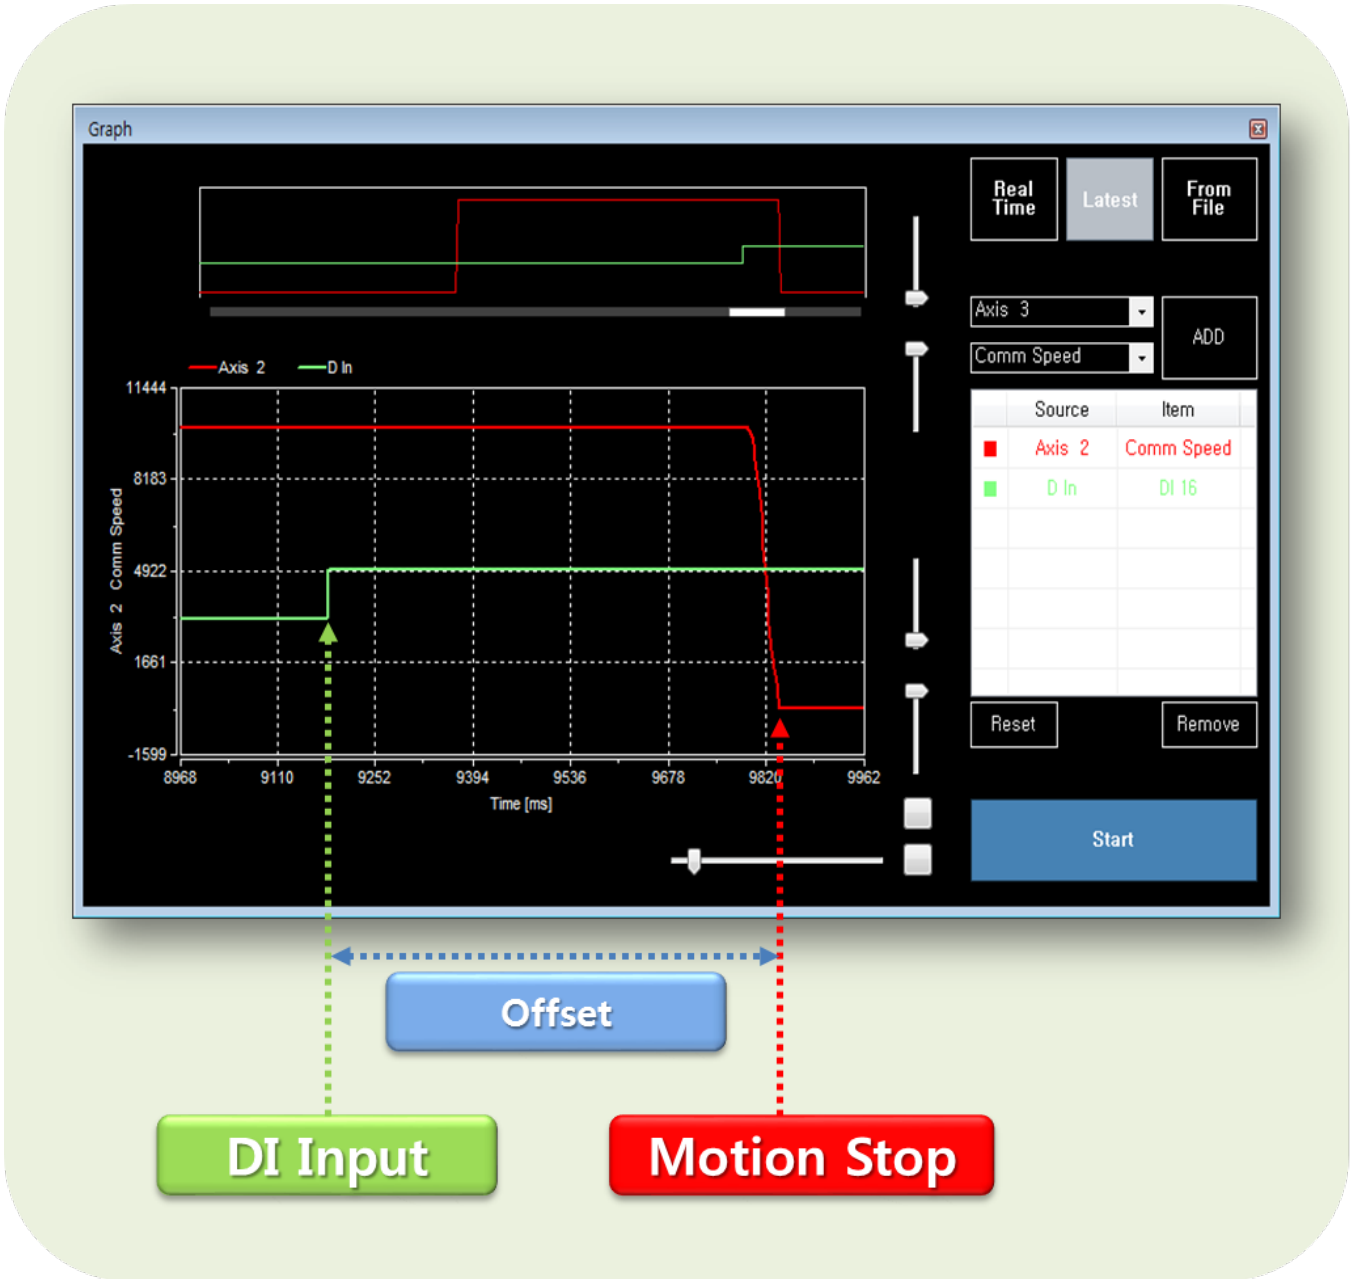 Graph
Real
Time
Latest
From
File
Axis 3
Comm Speed
ADD
Axis 2
D In
Source
Item
Axis 2
Comm Speed
D In
DI 16
11444
8183
4922
1661
-1599
Axis 2 Comm Speed
8968
9110
9252
9394
9536
9678
9820
9962
Time [ms]
Reset
Remove
Start
Offset
DI Input
Motion Stop